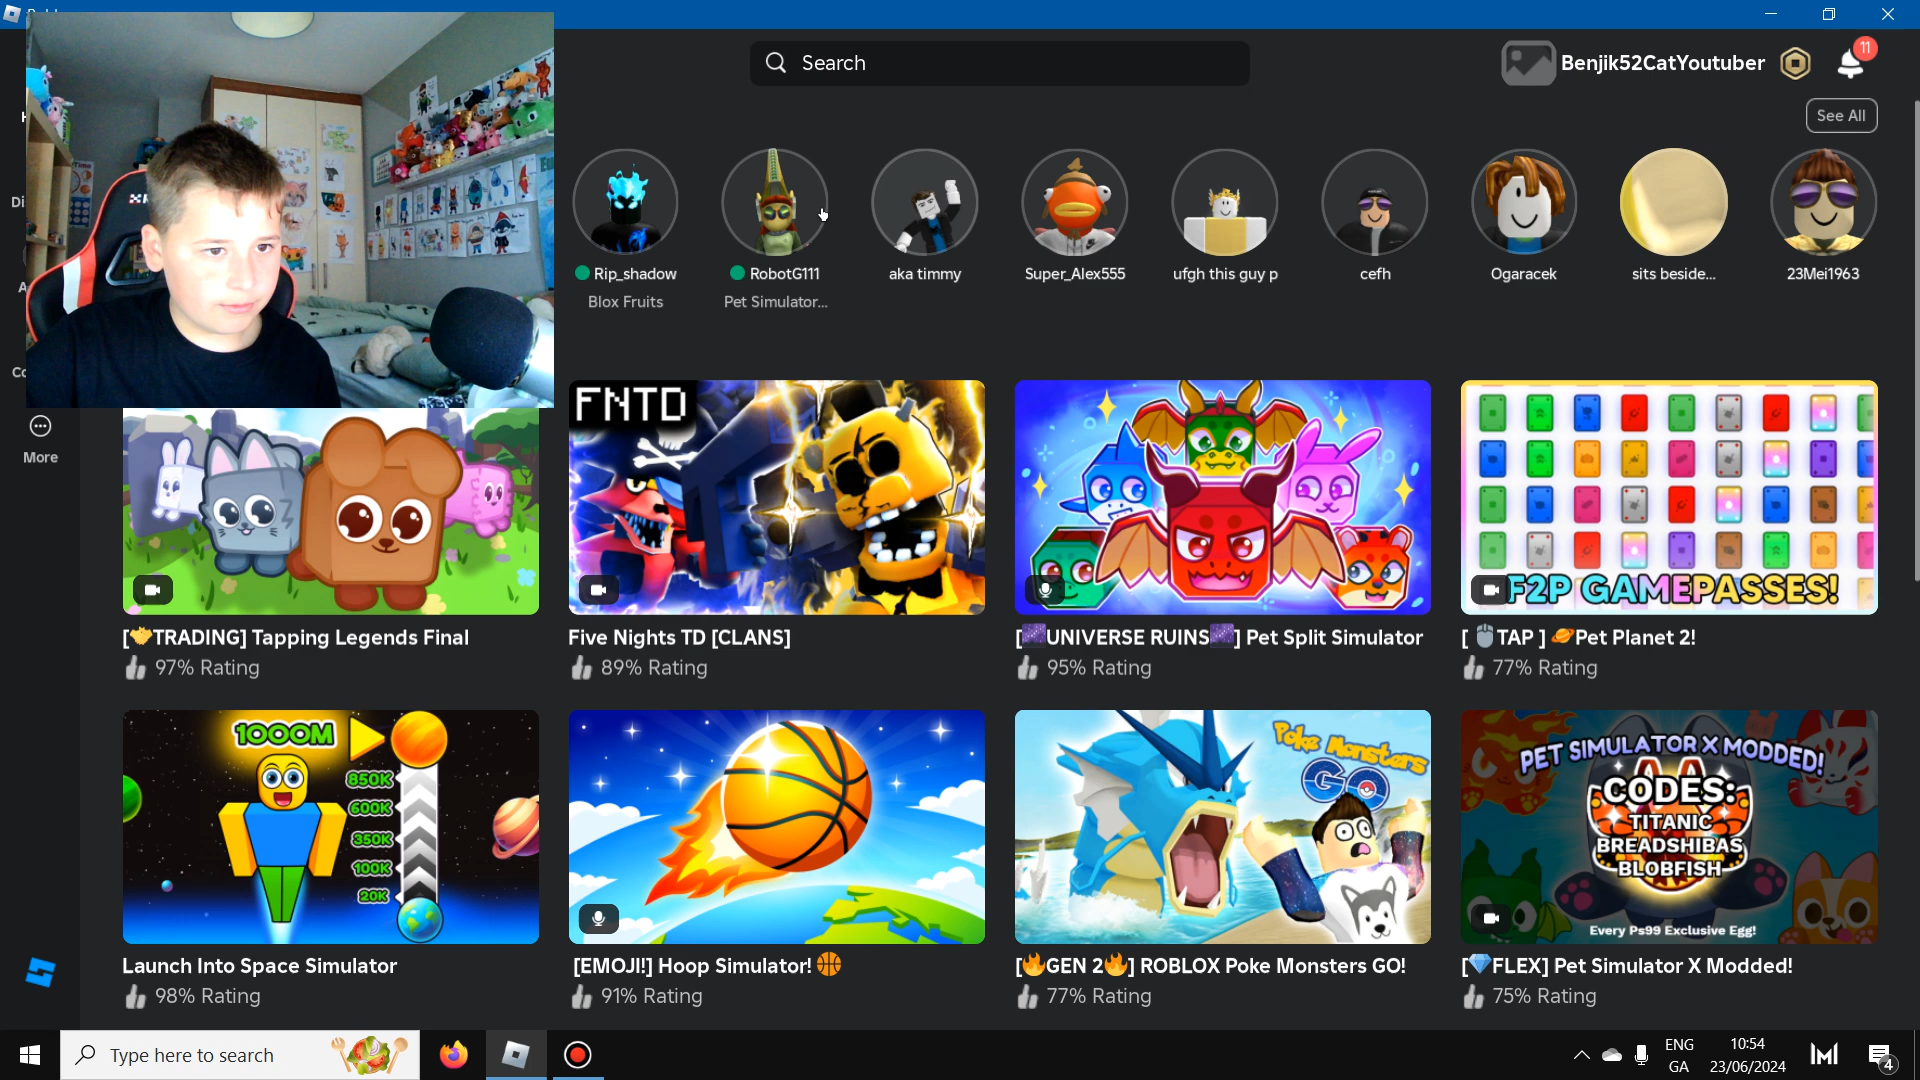 Search
Benjik52CatYoutuber
11
See All
Rip_shadow
Blox Fruits
RobotG111
Pet Simulator...
aka timmy
Super_Alex555
ufgh this guy p
cefh
Ogaracek
sits beside...
23Mei1963
More
FNTD
F2P GAMEPASSES!
[🤝TRADING] Tapping Legends Final
97% Rating
Five Nights TD [CLANS]
89% Rating
[🌌UNIVERSE RUINS🌌] Pet Split Simulator
95% Rating
[ 🖱️TAP ] 🪐Pet Planet 2!
77% Rating
1000M
850K
600K
350K
100K
20K
Poke Monsters
GO
PET SIMULATOR X MODDED!
CODES:
TITANIC
BREADSHIBAS
BLOBFISH
Every Ps99 Exclusive Egg!
Launch Into Space Simulator
98% Rating
[EMOJI!] Hoop Simulator! 🏀
91% Rating
[🔥GEN 2🔥] ROBLOX Poke Monsters GO!
77% Rating
[💎FLEX] Pet Simulator X Modded!
75% Rating
Type here to search
ENG
GA
10:54
23/06/2024
4